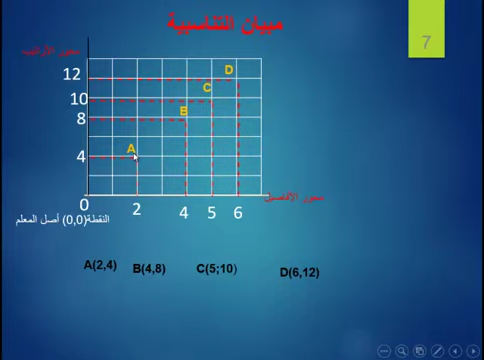 مبيان التناسبية
7
محور الأراتيب
12
D
C
10
B
8
A
4
0
2
4
5
6
محور الأفاصيل
النقطة(0,0) أصل المعلم
A(2,4) B(4,8) C(5;10) D(6,12)